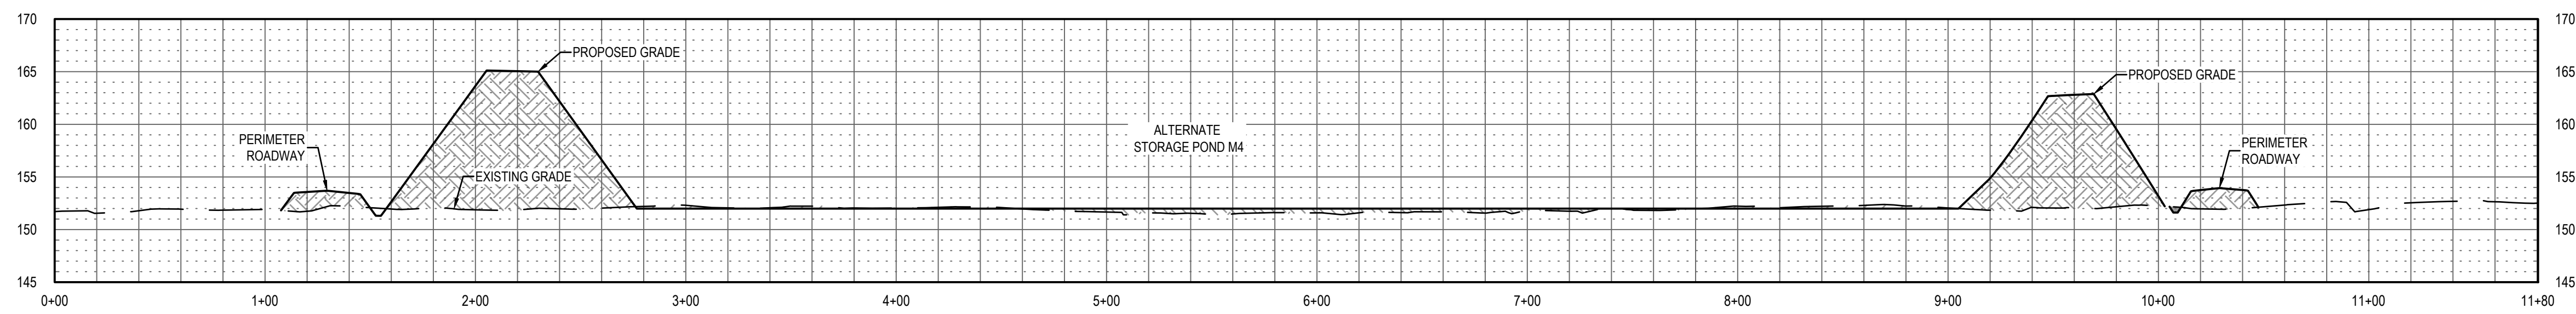 170
170
165
165
160
160
155
155
150
150
145
145
PROPOSED GRADE
PROPOSED GRADE
PERIMETER
ROADWAY
EXISTING GRADE
ALTERNATE
STORAGE POND M4
PERIMETER
ROADWAY
0+00
1+00
2+00
3+00
4+00
5+00
6+00
7+00
8+00
9+00
10+00
11+00
11+80